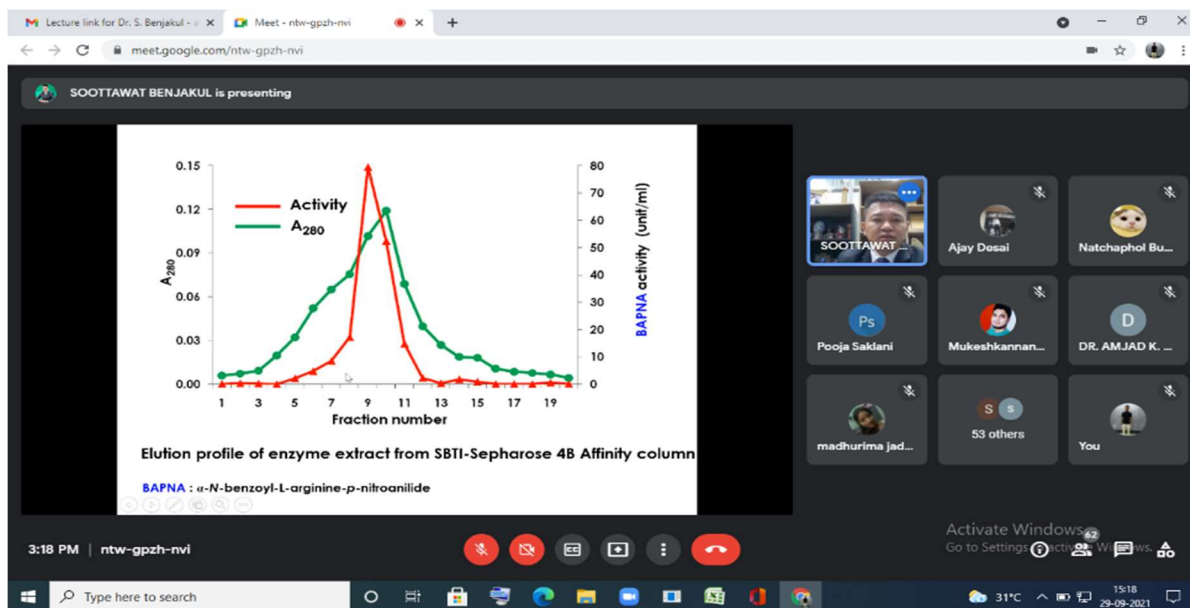 Lecture link for Dr. S. Benjakul -
Meet - ntw-gpzh-nvi
meet.google.com/ntw-gpzh-nvi
SOOTTAWAT BENJAKUL is presenting
0.15
0.12
0.09
0.06
0.03
0.00
A280
Activity
A280
80
70
60
50
40
30
20
10
0
BAPNA activity (unit/ml)
1 3 5 7 9 11 13 15 17 19
Fraction number
Elution profile of enzyme extract from SBTI-Sepharose 4B Affinity column
BAPNA : α-N-benzoyl-L-arginine-p-nitroanilide
SOOTTAWAT ...
Ajay Desai
Natchaphol Bu...
Ps
Pooja Saklani
Mukeshkannan...
D
DR. AMJAD K. ...
madhurima jad...
S s
53 others
You
3:18 PM | ntw-gpzh-nvi
CC
Activate Windows
62
Go to Settings
Type here to search
31°C
15:18
29-09-2021